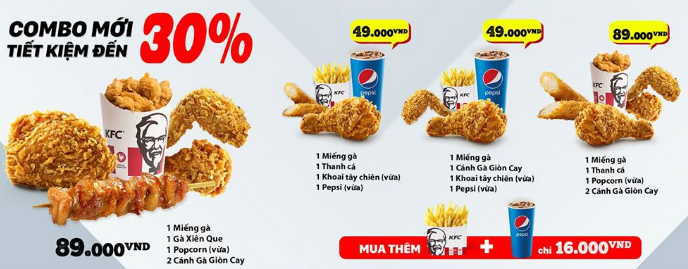 COMBO MỚI
TIẾT KIỆM ĐẾN
30%
KFC
89.000VND
1 Miếng gà
1 Gà Xiên Que
1 Popcorn (vừa)
2 Cánh Gà Giòn Cay
49.000VND
KFC
pepsi
1 Miếng gà
1 Thanh cá
1 Khoai tây chiên (vừa)
1 Pepsi (vừa)
49.000VND
KFC
pepsi
1 Miếng gà
1 Cánh Gà Giòn Cay
1 Khoai tây chiên (vừa)
1 Pepsi (vừa)
89.000VND
KFC
1 Miếng gà
1 Thanh cá
1 Popcorn (vừa)
2 Cánh Gà Giòn Cay
MUA THÊM
KFC
+
pepsi
chỉ 16.000VND